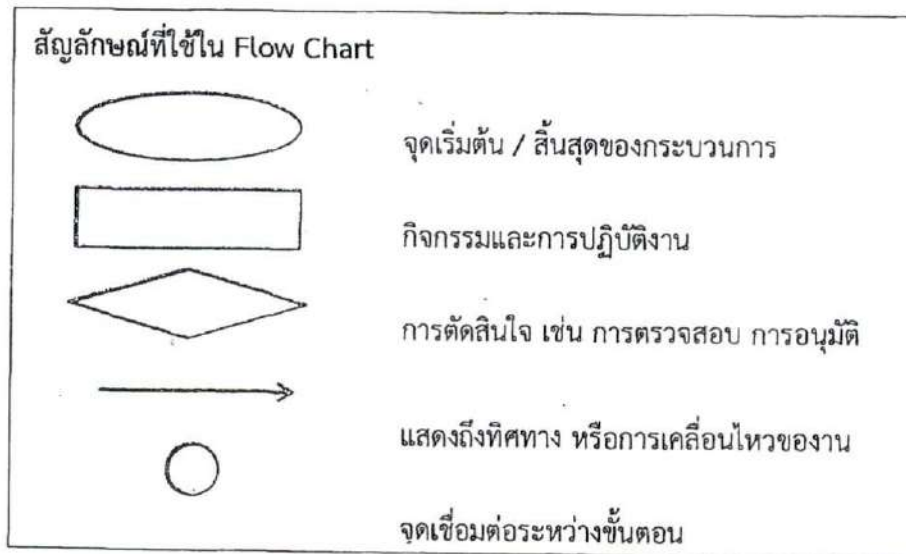 สัญลักษณ์ที่ใช้ใน Flow Chart
จุดเริ่มต้น / สิ้นสุดของกระบวนการ
กิจกรรมและการปฏิบัติงาน
การตัดสินใจ เช่น การตรวจสอบ การอนุมัติ
แสดงถึงทิศทาง หรือการเคลื่อนไหวของงาน
จุดเชื่อมต่อระหว่างขั้นตอน